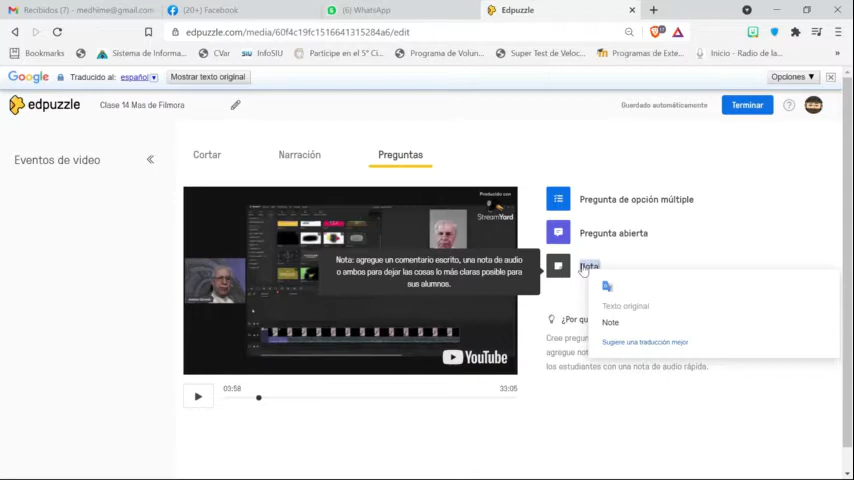 Recibidos (7) - medhime@gmail.com
(20+) Facebook
(6) WhatsApp
Edpuzzle
edpuzzle.com/media/60f4c19fc1516641315284a6/edit
Bookmarks
Sistema de Informa...
CVar
InfoSIU
Participe en el 5° Ci...
Programa de Volun...
Super Test de Veloc...
Programas de Exte...
Inicio - Radio de la...
Google
Traducido al: español
Mostrar texto original
Opciones ▼
edpuzzle
Clase 14 Mas de Filmora
Guardado automáticamente
Terminar
Eventos de video
Cortar
Narración
Preguntas
Producido con
StreamYard
Pregunta de opción múltiple
Pregunta abierta
Nota
Nota: agregue un comentario escrito, una nota de audio
o ambos para dejar las cosas lo más claras posible para
sus alumnos.
Texto original
Note
Sugiere una traducción mejor
¿Por qu
Cree pregun
agregue not
los estudiantes con una nota de audio rápida.
YouTube
03:58
33:05